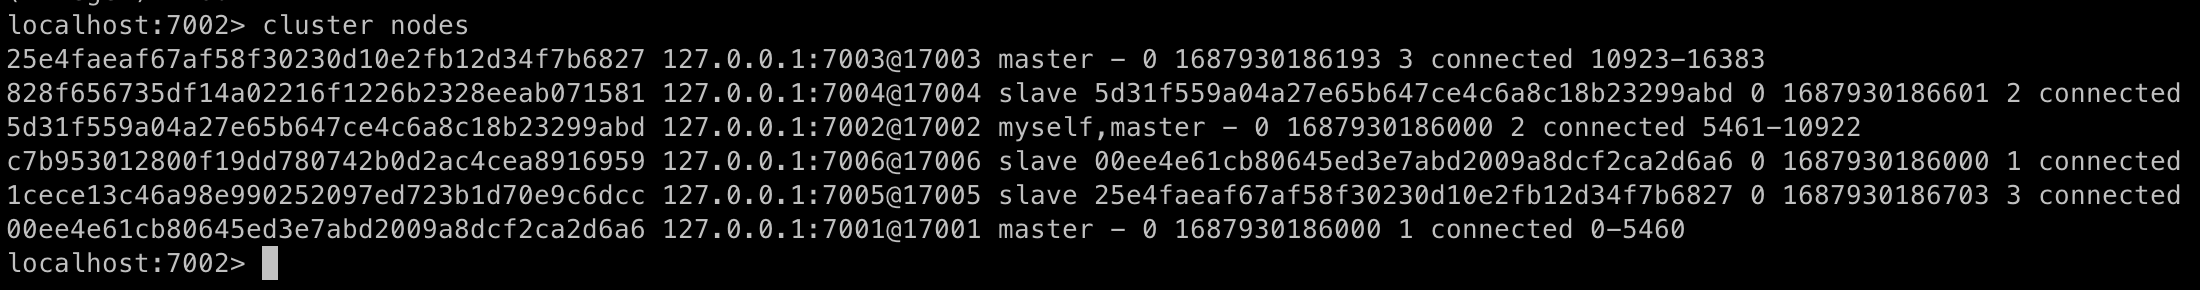 localhost:7002> cluster nodes
25e4faeaf67af58f30230d10e2fb12d34f7b6827 127.0.0.1:7003@17003 master - 0 1687930186193 3 connected 10923-16383
828f656735df14a02216f1226b2328eeab071581 127.0.0.1:7004@17004 slave 5d31f559a04a27e65b647ce4c6a8c18b23299abd 0 1687930186601 2 connected
5d31f559a04a27e65b647ce4c6a8c18b23299abd 127.0.0.1:7002@17002 myself,master - 0 1687930186000 2 connected 5461-10922
c7b953012800f19dd780742b0d2ac4cea8916959 127.0.0.1:7006@17006 slave 00ee4e61cb80645ed3e7abd2009a8dcf2ca2d6a6 0 1687930186000 1 connected
1cece13c46a98e990252097ed723b1d70e9c6dcc 127.0.0.1:7005@17005 slave 25e4faeaf67af58f30230d10e2fb12d34f7b6827 0 1687930186703 3 connected
00ee4e61cb80645ed3e7abd2009a8dcf2ca2d6a6 127.0.0.1:7001@17001 master - 0 1687930186000 1 connected 0-5460
localhost:7002>